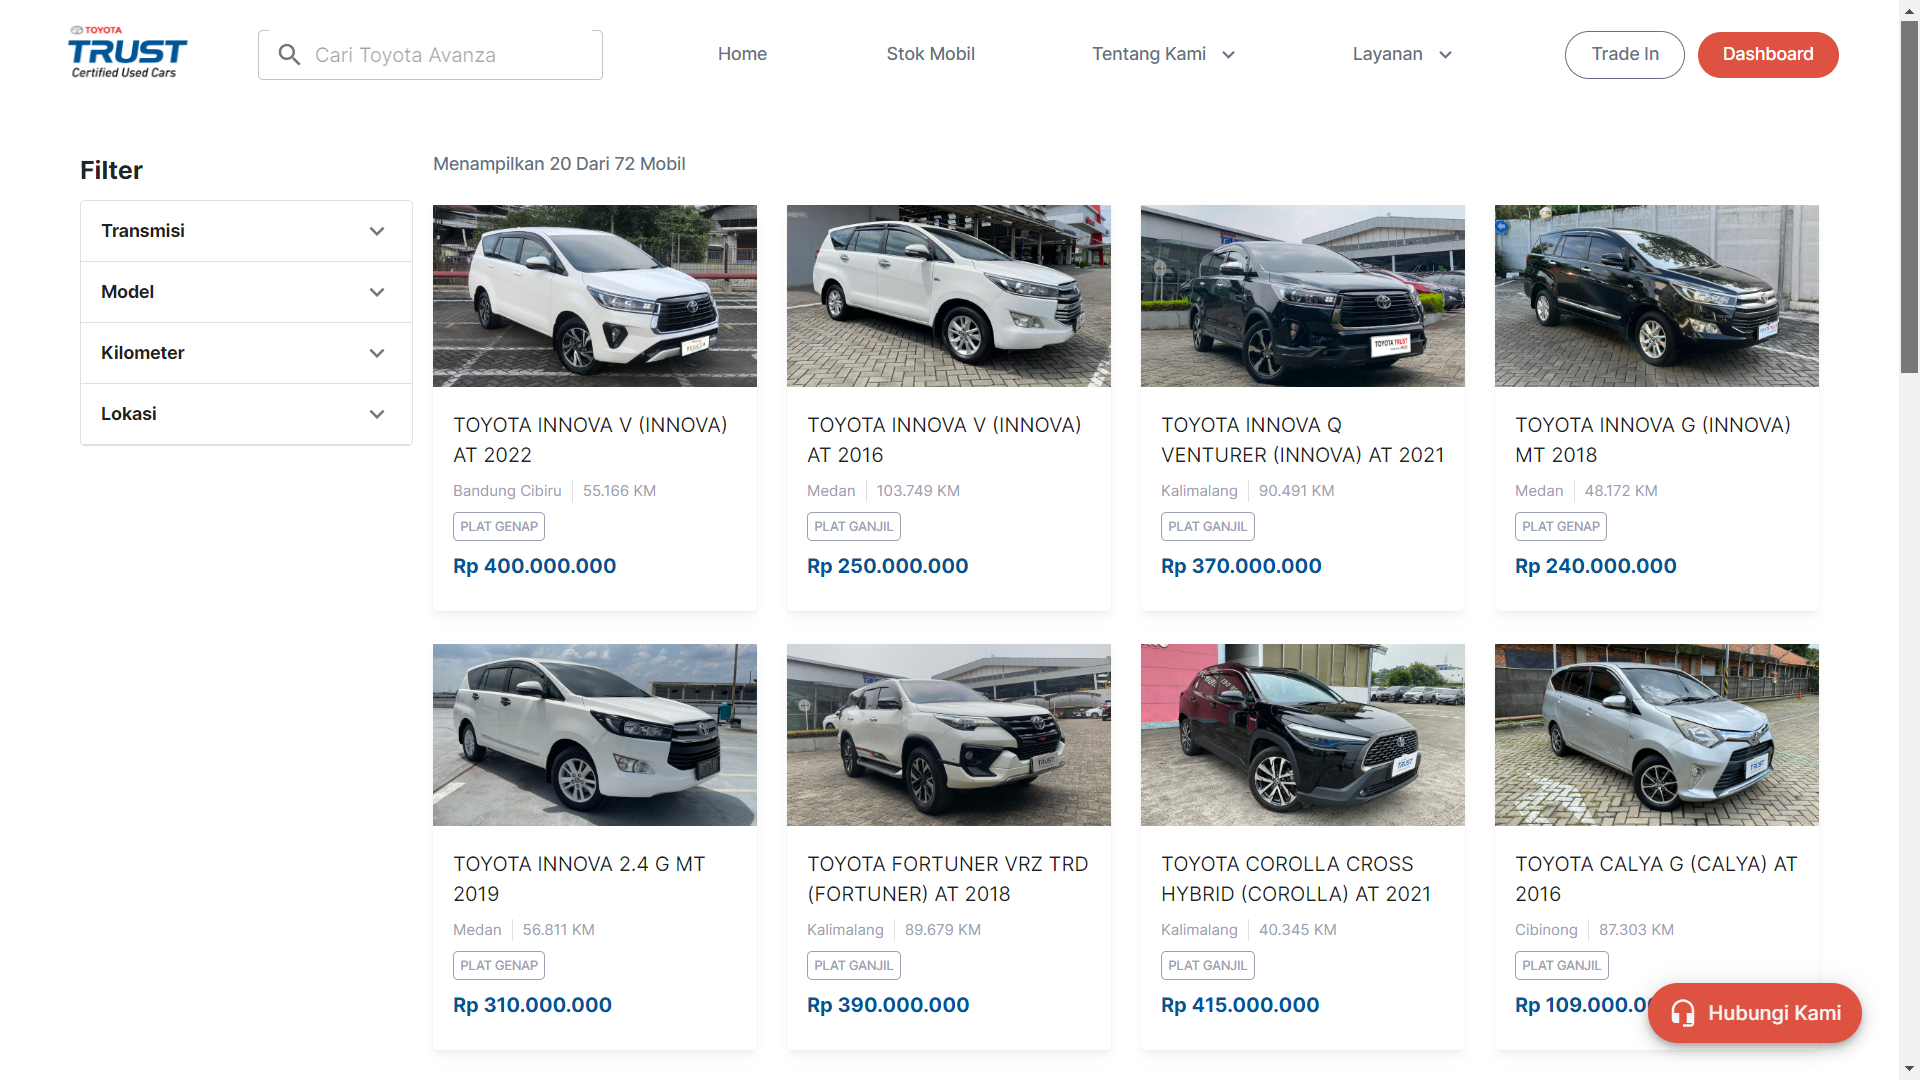 TOYOTA
TRUST
Certified Used Cars
Cari Toyota Avanza
Home
Stok Mobil
Tentang Kami
Layanan
Trade In
Dashboard
Filter
Transmisi
Model
Kilometer
Lokasi
Menampilkan 20 Dari 72 Mobil
TOYOTA INNOVA V (INNOVA)
AT 2022
Bandung Cibiru
55.166 KM
PLAT GENAP
Rp 400.000.000
TOYOTA INNOVA V (INNOVA)
AT 2016
Medan
103.749 KM
PLAT GANJIL
Rp 250.000.000
TOYOTA TRUST
TOYOTA INNOVA Q
VENTURER (INNOVA) AT 2021
Kalimalang
90.491 KM
PLAT GANJIL
Rp 370.000.000
TOYOTA INNOVA G (INNOVA)
MT 2018
Medan
48.172 KM
PLAT GENAP
Rp 240.000.000
TOYOTA INNOVA 2.4 G MT
2019
Medan
56.811 KM
PLAT GENAP
Rp 310.000.000
TRUST
TOYOTA FORTUNER VRZ TRD
(FORTUNER) AT 2018
Kalimalang
89.679 KM
PLAT GANJIL
Rp 390.000.000
TRUST
TOYOTA COROLLA CROSS
HYBRID (COROLLA) AT 2021
Kalimalang
40.345 KM
PLAT GANJIL
Rp 415.000.000
TRUST
TOYOTA CALYA G (CALYA) AT
2016
Cibinong
87.303 KM
PLAT GANJIL
Rp 109.000.0
Hubungi Kami